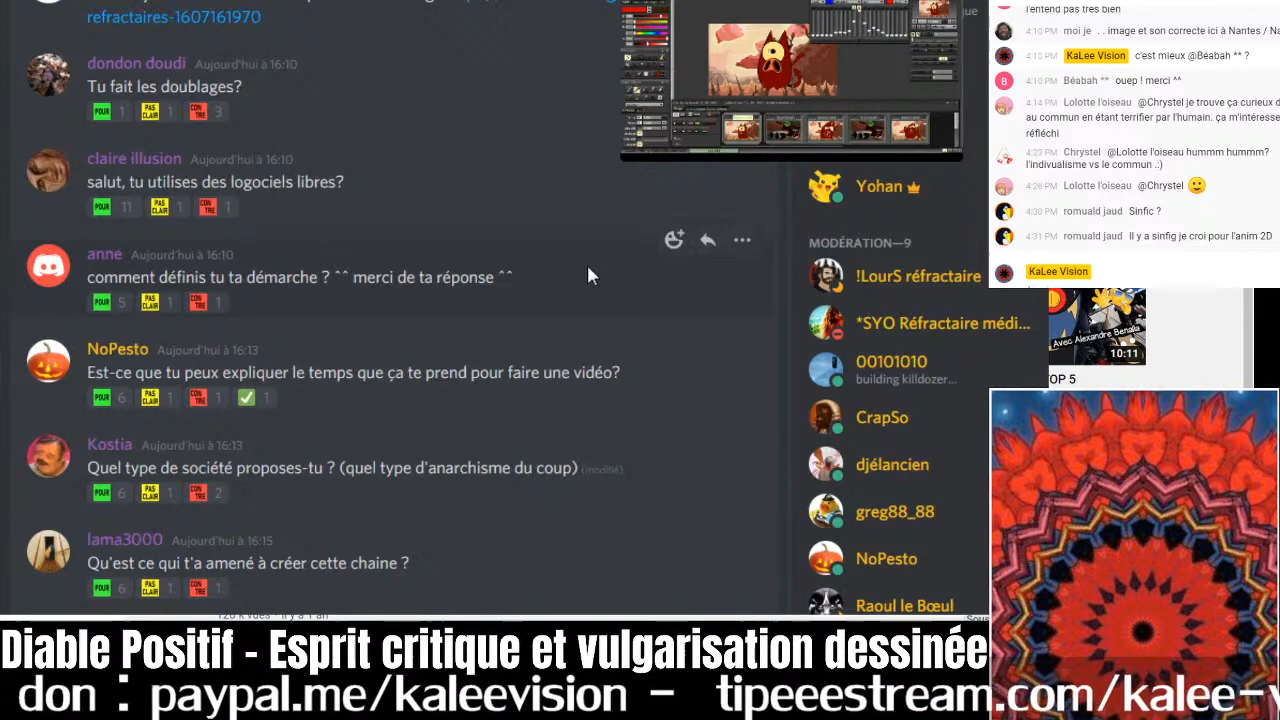 refractaires-1607161970
dondon doudi Aujourd'hui à 16:10
Tu fait les doublages?
POUR 7 PAS CLAIR 1 CONTRE 3
claire illusion Aujourd'hui à 16:10
salut, tu utilises des logociels libres?
POUR 11 PAS CLAIR 1 CONTRE 1
anne Aujourd'hui à 16:10
comment définis tu ta démarche ? ^^ merci de ta réponse ^^
POUR 5 PAS CLAIR 1 CONTRE 1
NoPesto Aujourd'hui à 16:13
Est-ce que tu peux expliquer le temps que ça te prend pour faire une vidéo?
POUR 6 PAS CLAIR 1 CONTRE 1 1
Kostia Aujourd'hui à 16:13
Quel type de société proposes-tu ? (quel type d'anarchisme du coup) (modifié)
POUR 6 PAS CLAIR 1 CONTRE 2
lama3000 Aujourd'hui à 16:15
Qu'est ce qui t'a amené à créer cette chaine ?
POUR 6 PAS CLAIR 1 CONTRE 1
Yohan
MODÉRATION—9
!LourS réfractaire
*SYO Réfractaire médi...
00101010
building killdozer...
CrapSo
djélancien
greg88_88
NoPesto
Raoul le Bœul
l'entend pas très bien
4:10 PM moi je . . image et son correcte ici à Nantes / Na
4:10 PM KaLee Vision c'est mieux @Béabah ** ?
4:10 PM Béabah ** ouep ! merci ^^
4:14 PM Lolotte l'oiseau @Chrystel je trouve ça curieux d
au commun en étant terrifier par l'humain. ça m'intéresse
réfléchi
4:23 PM Chrystel @Lolotte l'oiseau hummm hummm?
l'indivualisme vs le commun .:)
4:26 PM Lolotte l'oiseau @Chrystel
4:30 PM romuald jaud Sinfic ?
4:31 PM romuald jaud Il y a sinfig je croi pour l'anim 2D
KaLee Vision
Avec Alexandre Benalla
10:11
TOP 5
Sous
Diable Positif - Esprit critique et vulgarisation dessinée
don : paypal.me/kaleevision - tipeeestream.com/kalee-v